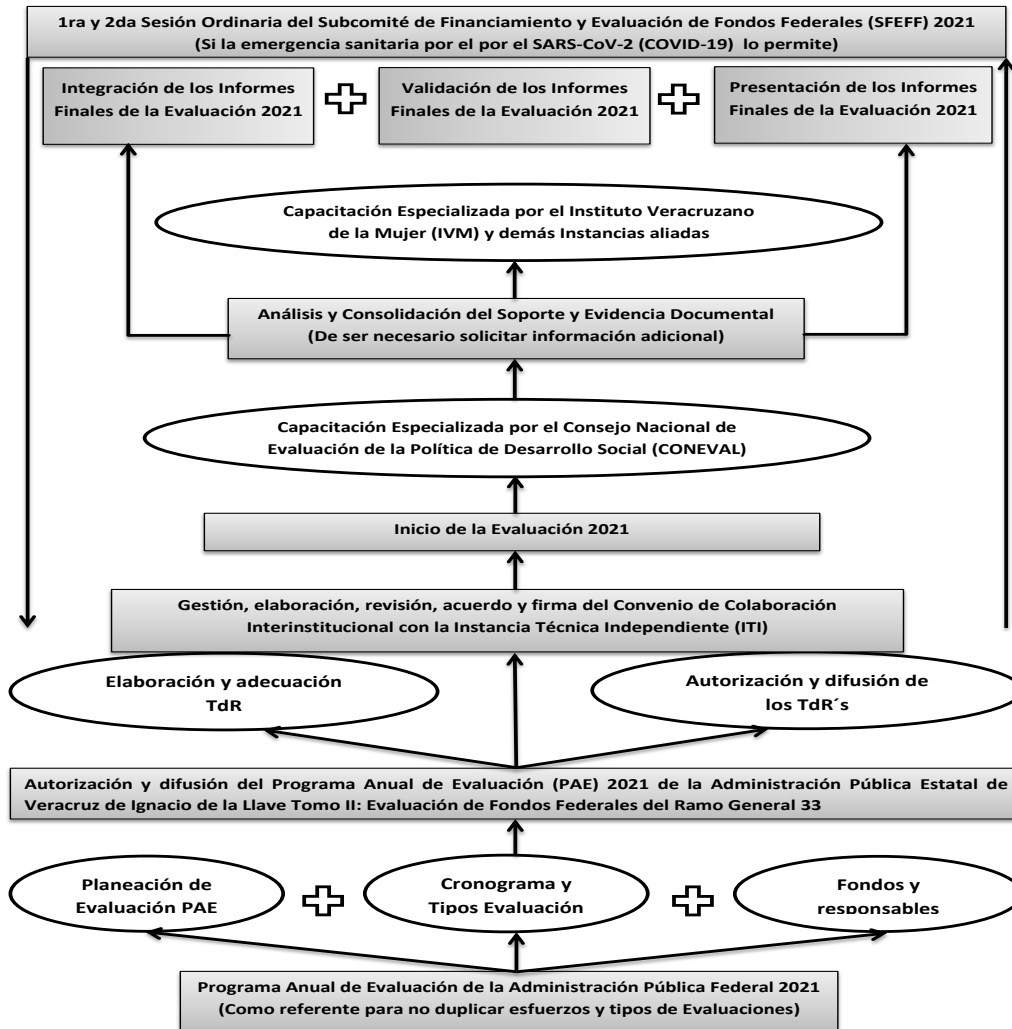 1ra y 2da Sesión Ordinaria del Subcomité de Financiamiento y Evaluación de Fondos Federales (SFEFF) 2021
(Si la emergencia sanitaria por el por el SARS-CoV-2 (COVID-19) lo permite)
Integración de los Informes
Finales de la Evaluación 2021
Validación de los Informes
Finales de la Evaluación 2021
Presentación de los Informes
Finales de la Evaluación 2021
Capacitación Especializada por el Instituto Veracruzano
de la Mujer (IVM) y demás Instancias aliadas
Análisis y Consolidación del Soporte y Evidencia Documental
(De ser necesario solicitar información adicional)
Capacitación Especializada por el Consejo Nacional de
Evaluación de la Política de Desarrollo Social (CONEVAL)
Inicio de la Evaluación 2021
Gestión, elaboración, revisión, acuerdo y firma del Convenio de Colaboración
Interinstitucional con la Instancia Técnica Independiente (ITI)
Elaboración y adecuación
TdR
Autorización y difusión de
los TdR´s
Autorización y difusión del Programa Anual de Evaluación (PAE) 2021 de la Administración Pública Estatal de
Veracruz de Ignacio de la Llave Tomo II: Evaluación de Fondos Federales del Ramo General 33
Planeación de
Evaluación PAE
Cronograma y
Tipos Evaluación
Fondos y
responsables
Programa Anual de Evaluación de la Administración Pública Federal 2021
(Como referente para no duplicar esfuerzos y tipos de Evaluaciones)